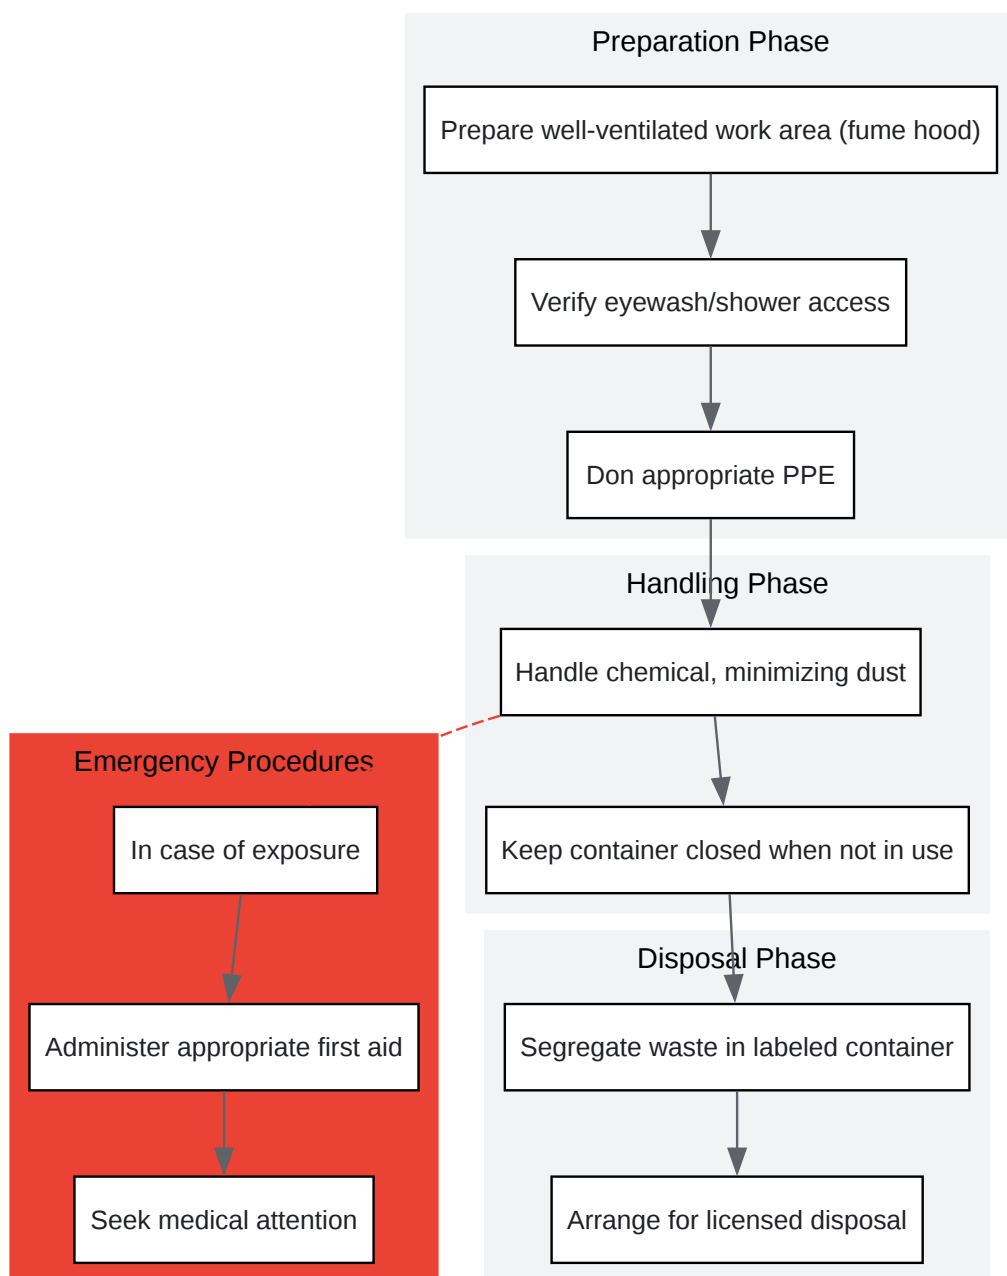 Preparation Phase
Prepare well-ventilated work area (fume hood)
Verify eyewash/shower access
Don appropriate PPE
Handling Phase
Handle chemical, minimizing dust
Keep container closed when not in use
Emergency Procedures
In case of exposure
Administer appropriate first aid
Seek medical attention
Disposal Phase
Segregate waste in labeled container
Arrange for licensed disposal